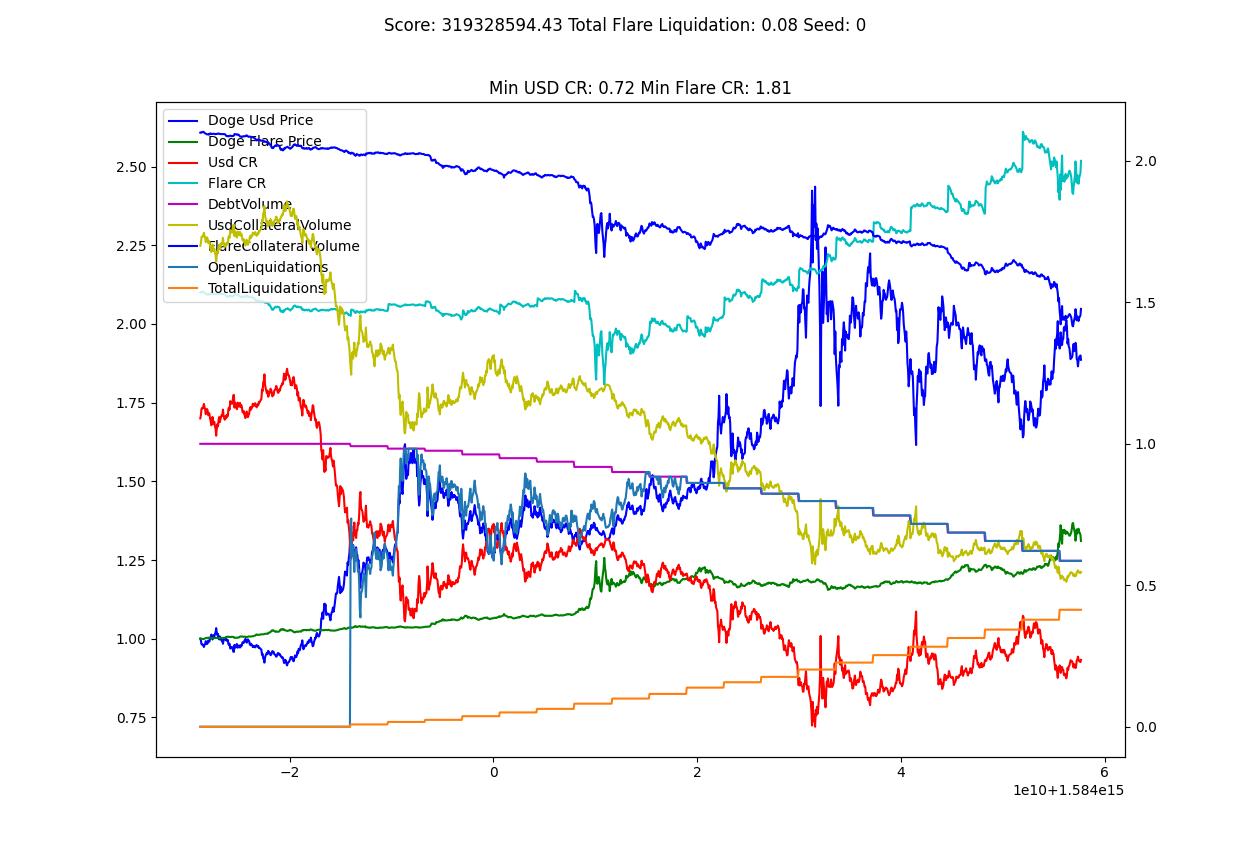 Score: 319328594.43 Total Flare Liquidation: 0.08 Seed: 0
Min USD CR: 0.72 Min Flare CR: 1.81
Doge Usd Price
Doge Flare Price
Usd CR
Flare CR
DebtVolume
UsdCollateralVolume
FlareCollateralVolume
OpenLiquidations
TotalLiquidations
2.50
2.25
2.00
1.75
1.50
1.25
1.00
0.75
2.0
1.5
1.0
0.5
0.0
−2 0 2 4 6
1e10+1.584e15